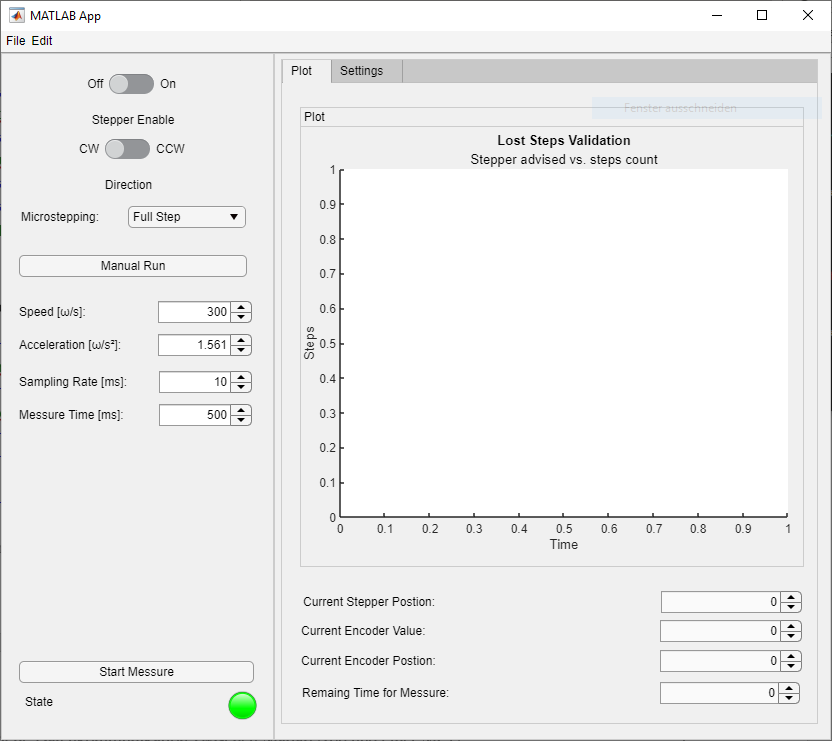 MATLAB App
File Edit
Off On
Stepper Enable
CW CCW
Direction
Microstepping: Full Step
Manual Run
Speed [ω/s]: 300
Acceleration [ω/s²]: 1.561
Sampling Rate [ms]: 10
Messure Time [ms]: 500
Start Messure
State
Plot Settings
Fenster ausschneiden
Plot
Lost Steps Validation
Stepper advised vs. steps count
1
0.9
0.8
0.7
0.6
0.5
0.4
0.3
0.2
0.1
0
Steps
0 0.1 0.2 0.3 0.4 0.5 0.6 0.7 0.8 0.9 1
Time
Current Stepper Postion: 0
Current Encoder Value: 0
Current Encoder Postion: 0
Remaing Time for Messure: 0